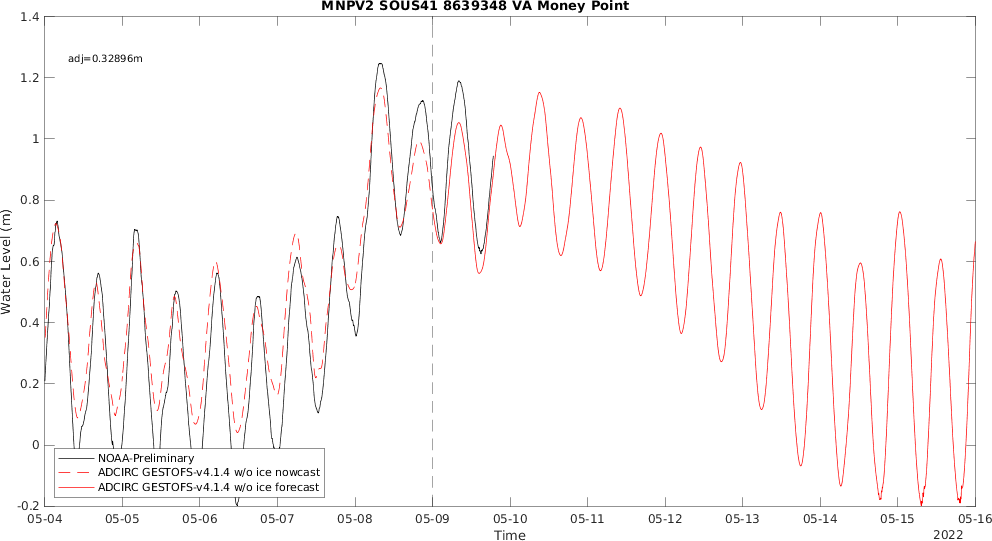 MNPV2 SOUS41 8639348 VA Money Point
adj=0.32896m
Water Level (m)
1.4
1.2
1
0.8
0.6
0.4
0.2
0
-0.2
NOAA-Preliminary
ADCIRC GESTOFS-v4.1.4 w/o ice nowcast
ADCIRC GESTOFS-v4.1.4 w/o ice forecast
05-04 05-05 05-06 05-07 05-08 05-09 05-10 05-11 05-12 05-13 05-14 05-15 05-16
Time
2022